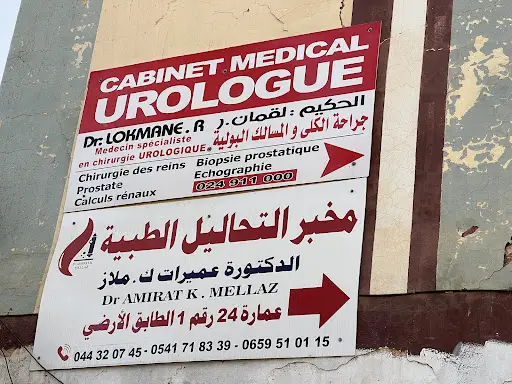 CABINET MEDICAL
UROLOGUE
Dr. LOKMANE. R
الحكيم : لقمان. ر
Medecin spécialiste
en chirurgie UROLOGIQUE
جراحة الكلى و المسالك البولية
Chirurgie des reins
Prostate
Calculs rénaux
Biopsie prostatique
Echographie
024 911 000
مخبر التحاليل الطبية
الدكتورة عميرات ك. ملاز
Dr AMIRAT K . MELLAZ
عمارة 24 رقم 1 الطابق الأرضي
044 32 07 45 - 0541 71 83 39 - 0659 51 01 15